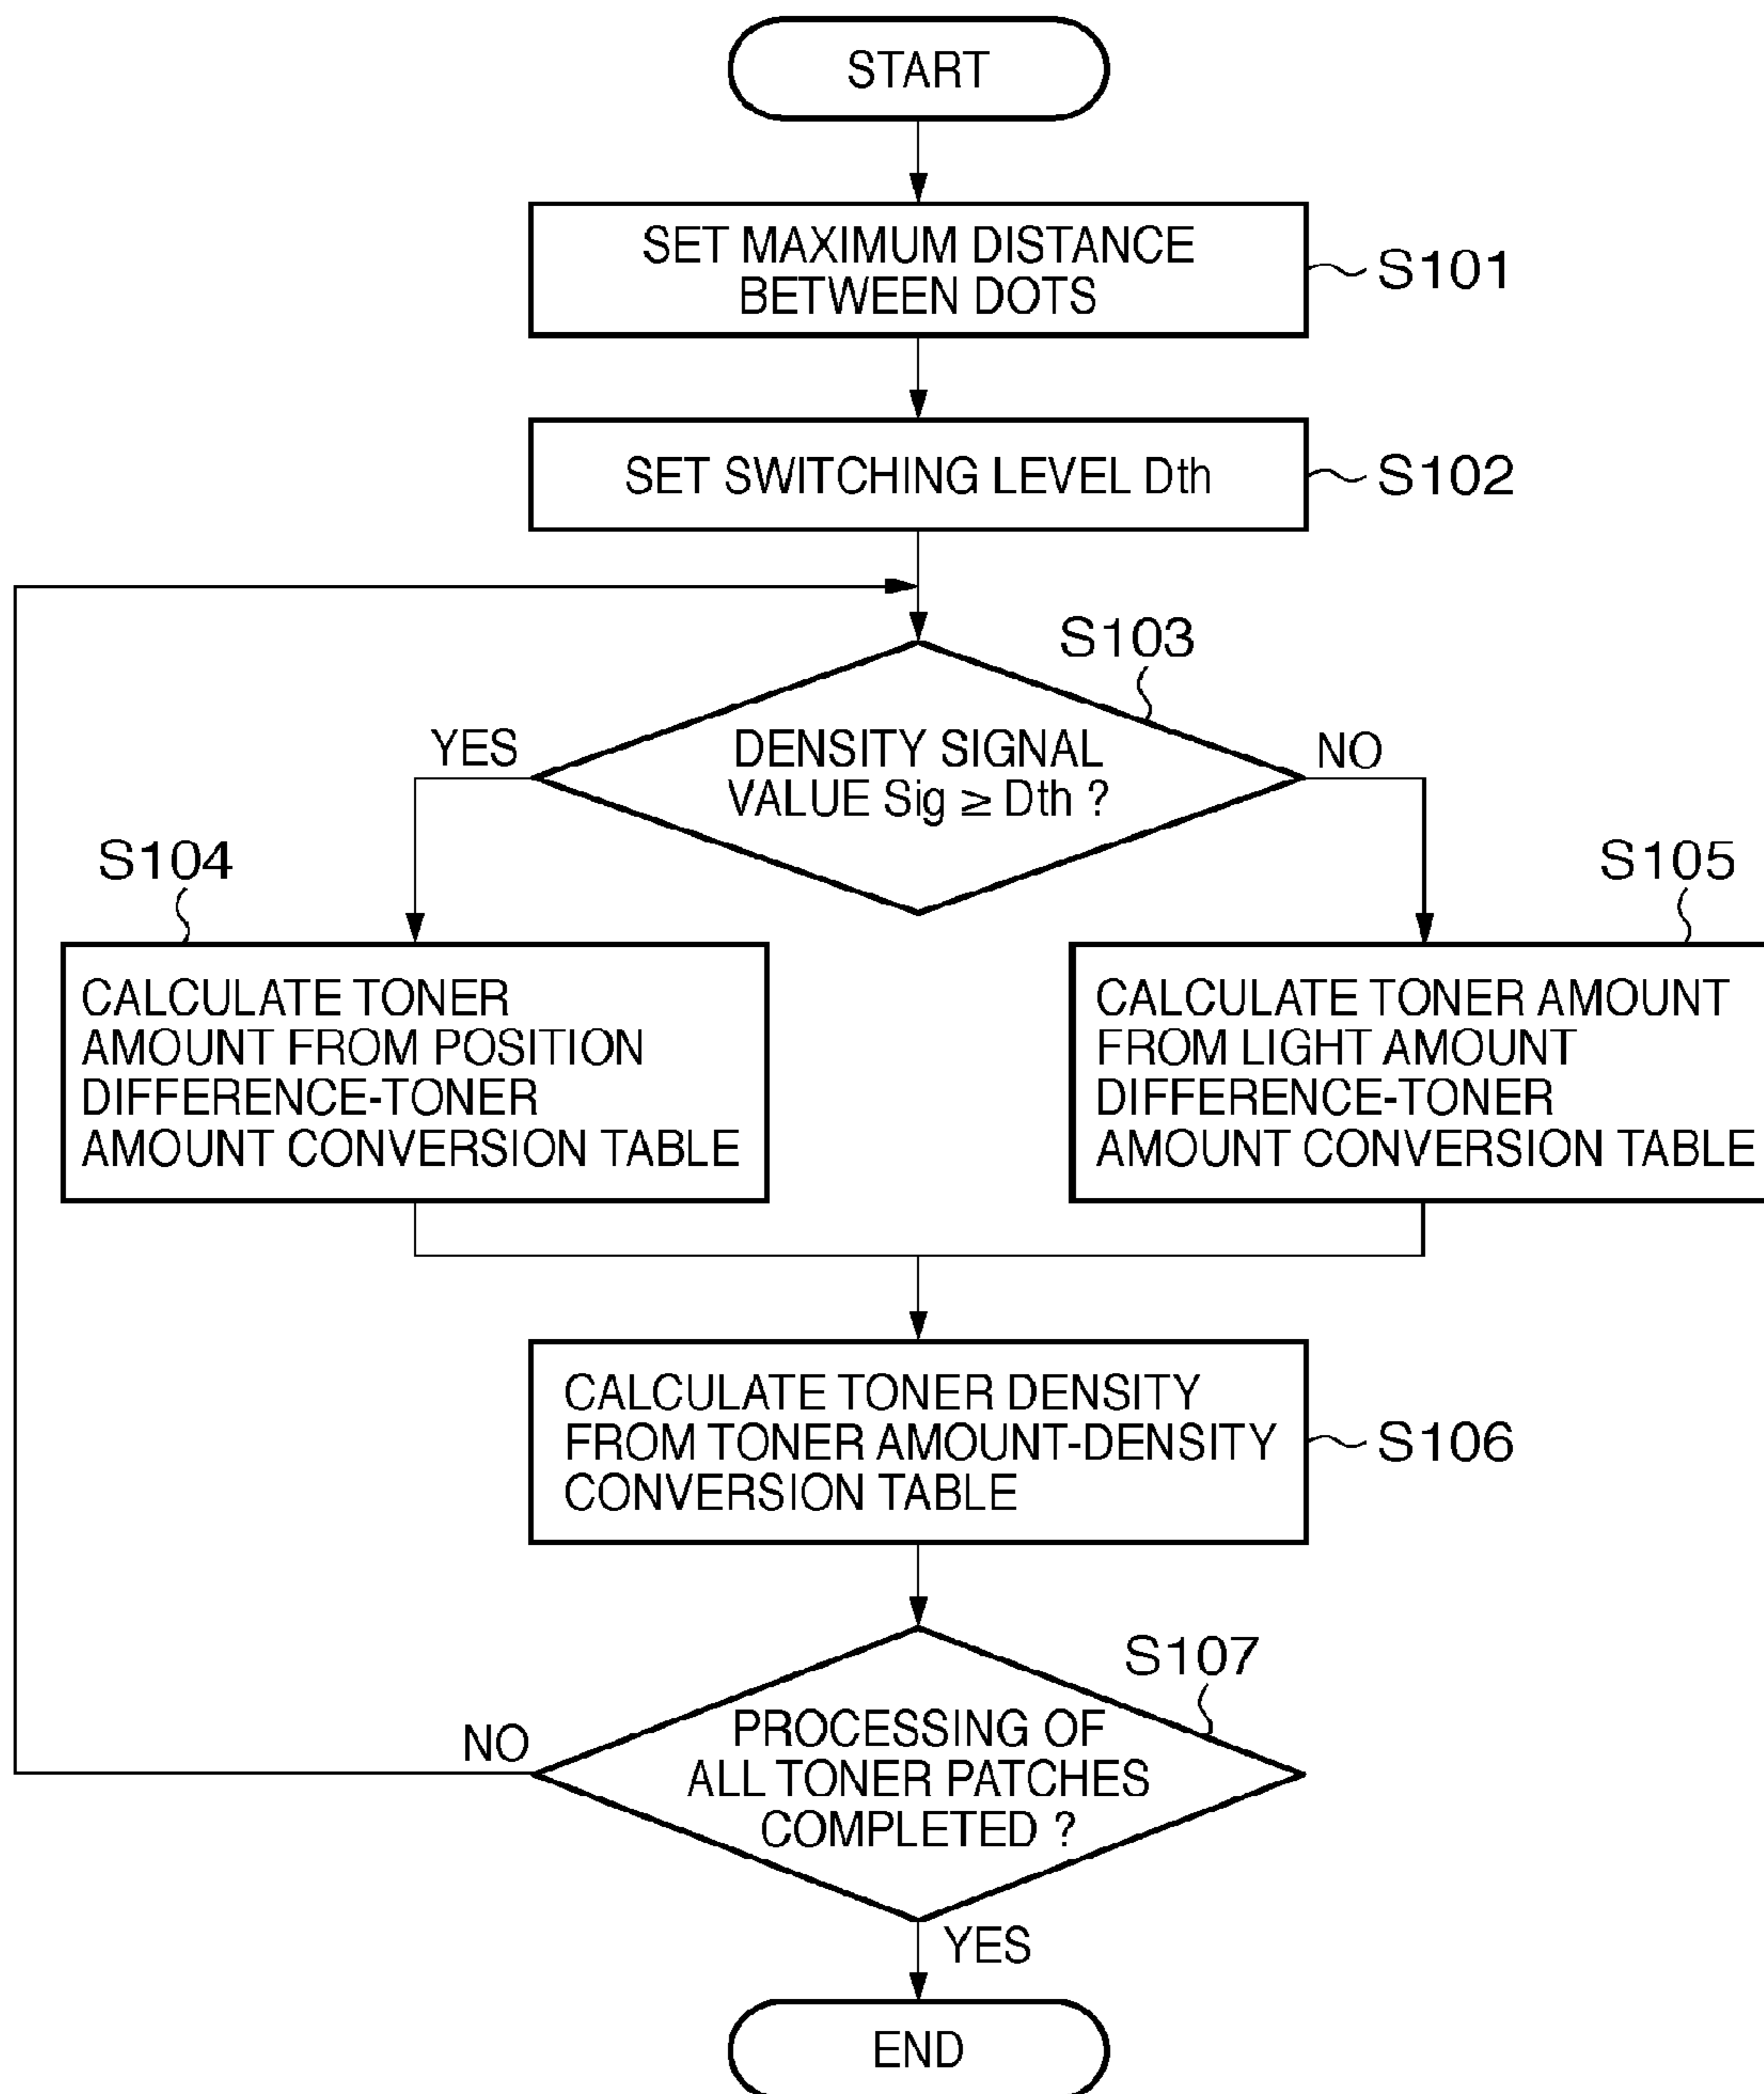 START
SET MAXIMUM DISTANCE
BETWEEN DOTS
S101
SET SWITCHING LEVEL Dth
S102
S103
DENSITY SIGNAL
VALUE Sig ≥ Dth ?
YES
NO
S104
S105
CALCULATE TONER
AMOUNT FROM POSITION
DIFFERENCE-TONER
AMOUNT CONVERSION TABLE
CALCULATE TONER AMOUNT
FROM LIGHT AMOUNT
DIFFERENCE-TONER
AMOUNT CONVERSION TABLE
CALCULATE TONER DENSITY
FROM TONER AMOUNT-DENSITY
CONVERSION TABLE
S106
S107
PROCESSING OF
ALL TONER PATCHES
COMPLETED ?
NO
YES
END